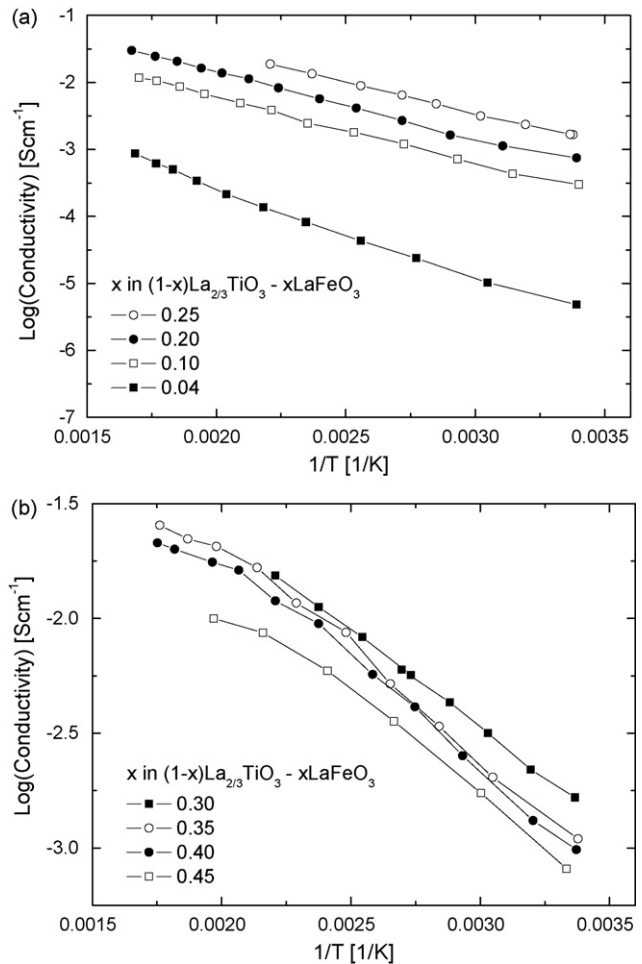 (a)
-1
-2
-3
-4
-5
-6
-7
Log(Conductivity) [Scm⁻¹]
x in (1-x)La₂/₃TiO₃ - xLaFeO₃
0.25
0.20
0.10
0.04
0.0015 0.0020 0.0025 0.0030 0.0035
1/T [1/K]
(b)
-1.5
-2.0
-2.5
-3.0
Log(Conductivity) [Scm⁻¹]
x in (1-x)La₂/₃TiO₃ - xLaFeO₃
0.30
0.35
0.40
0.45
0.0015 0.0020 0.0025 0.0030 0.0035
1/T [1/K]